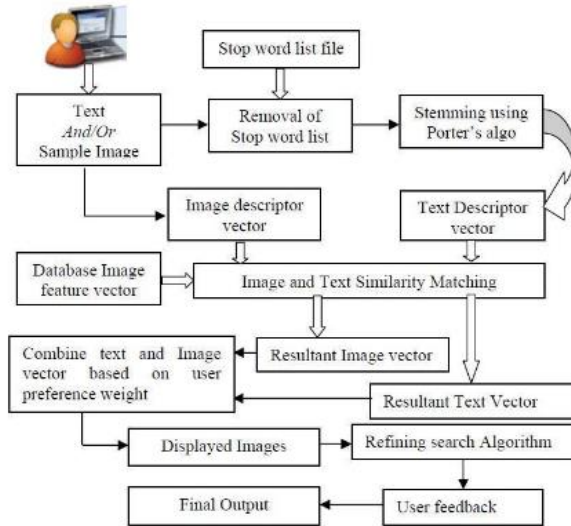 Stop word list file
Text
And/Or
Sample Image
Removal of
Stop word list
Stemming using
Porter's algo
Image descriptor
vector
Text Descriptor
vector
Database Image
feature vector
Image and Text Similarity Matching
Combine text and Image
vector based on user
preference weight
Resultant Image vector
Resultant Text Vector
Displayed Images
Refining search Algorithm
Final Output
User feedback